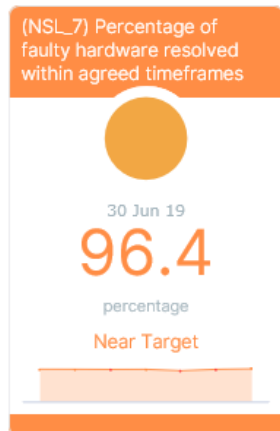 (NSL_7) Percentage of
faulty hardware resolved
within agreed timeframes
30 Jun 19
96.4
percentage
Near Target